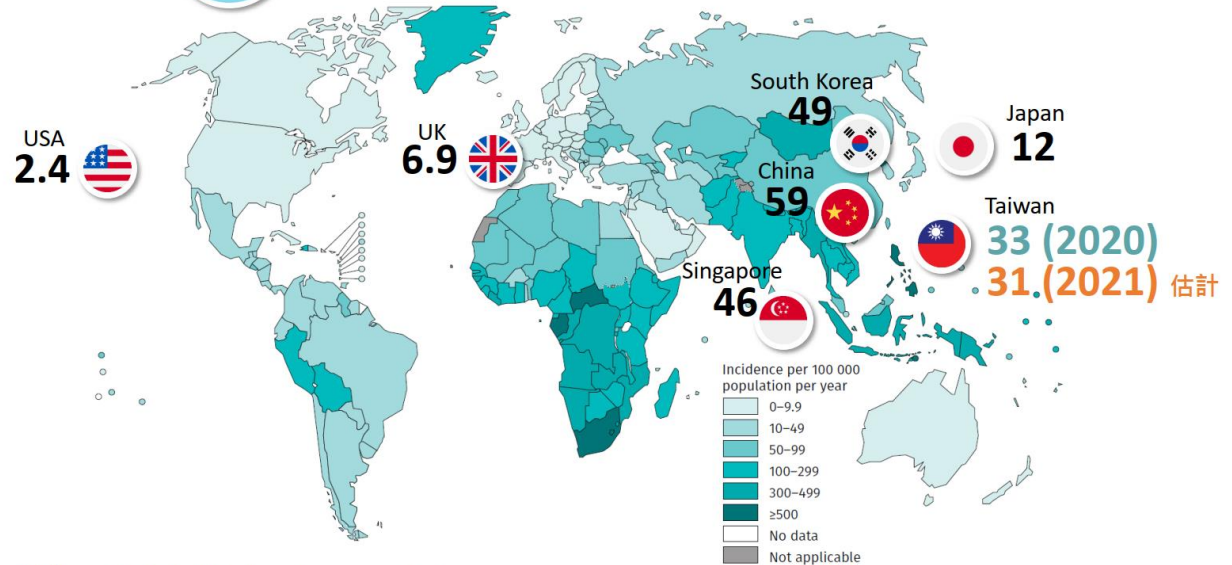 South Korea
49
Japan
12
USA
2.4
UK
6.9
China
59
Taiwan
33 (2020)
31 (2021) 估計
Singapore
46
Incidence per 100 000
population per year
0–9.9
10–49
50–99
100–299
300–499
≥500
No data
Not applicable